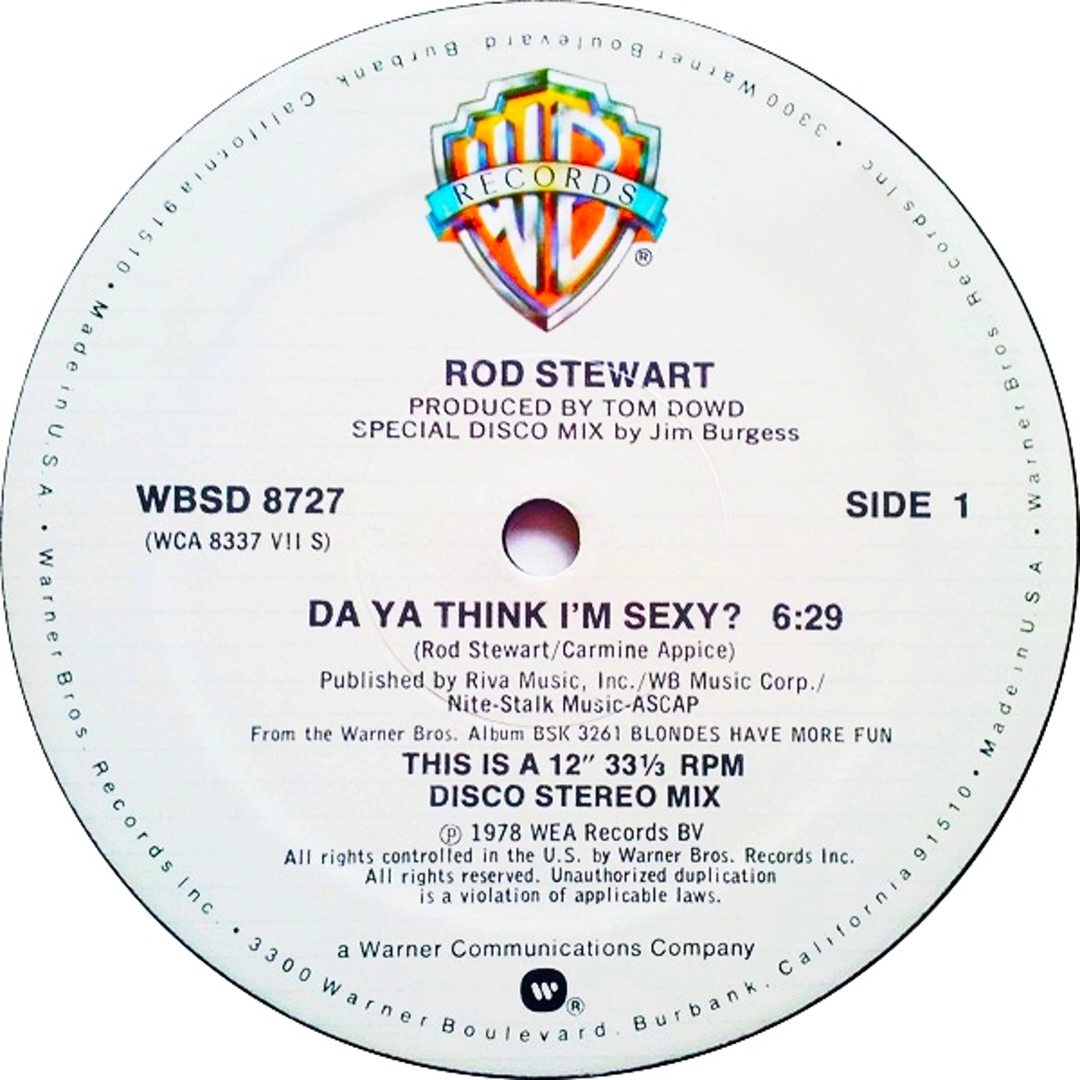 WB
RECORDS
®
ROD STEWART
PRODUCED BY TOM DOWD
SPECIAL DISCO MIX by Jim Burgess
WBSD 8727
(WCA 8337 V!I S)
SIDE 1
DA YA THINK I'M SEXY? 6:29
(Rod Stewart/Carmine Appice)
Published by Riva Music, Inc./WB Music Corp./
Nite-Stalk Music-ASCAP
From the Warner Bros. Album BSK 3261 BLONDES HAVE MORE FUN
THIS IS A 12″ 33⅓ RPM
DISCO STEREO MIX
℗ 1978 WEA Records BV
All rights controlled in the U.S. by Warner Bros. Records Inc.
All rights reserved. Unauthorized duplication
is a violation of applicable laws.
a Warner Communications Company
W ®
Made in U.S.A. • Warner Bros. Records Inc. • 3300 Warner Boulevard. Burbank, California 91510 • Made in U.S.A. • Warner Bros. Records Inc. • 3300 Warner Boulevard. Burbank, California 91510 •